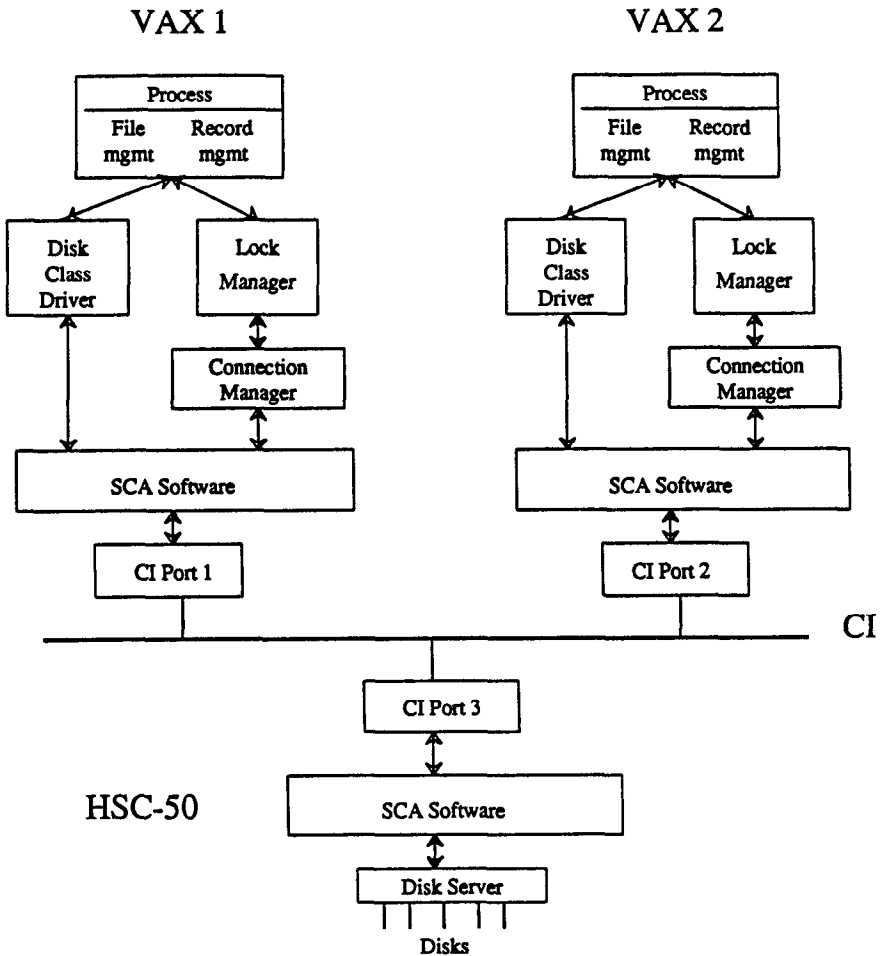 VAX 1
VAX 2
Process
File mgmt
Record mgmt
Process
File mgmt
Record mgmt
Disk
Class
Driver
Lock
Manager
Disk
Class
Driver
Lock
Manager
Connection
Manager
Connection
Manager
SCA Software
SCA Software
CI Port 1
CI Port 2
CI
CI Port 3
HSC-50
SCA Software
Disk Server
Disks